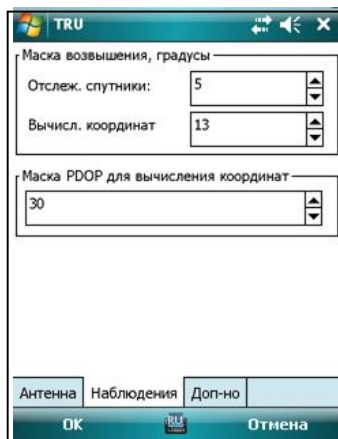 TRU
Маска возвышения, градусы
Отслеж. спутники: 5
Вычисл. координат 13
Маска PDOP для вычисления координат
30
Антенна Наблюдения Доп-но
OK Отмена